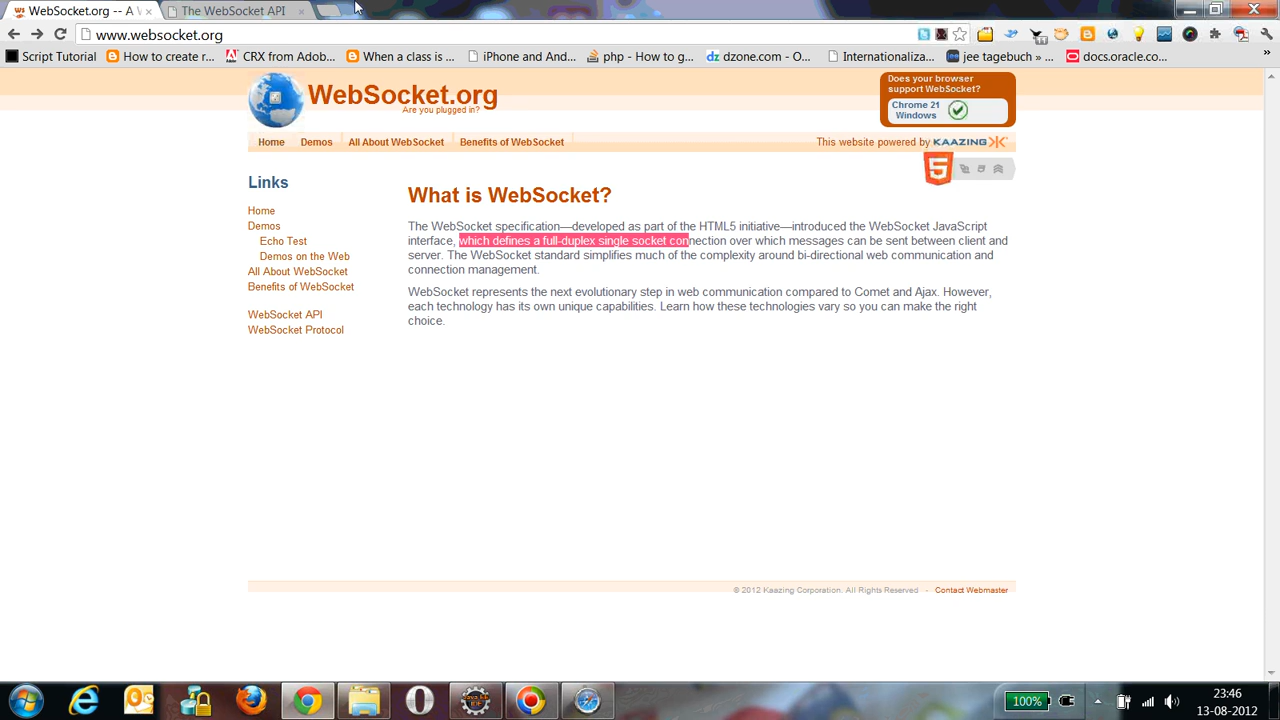 WebSocket.org -- A W
The WebSocket API
www.websocket.org
Script Tutorial
How to create r...
CRX from Adob...
When a class is ...
iPhone and And...
php - How to g...
dzone.com - O...
Internationaliza...
jee tagebuch » ...
docs.oracle.co...
»
WebSocket.org
Are you plugged in?
Does your browser
support WebSocket?
Chrome 21
Windows
Home
Demos
All About WebSocket
Benefits of WebSocket
This website powered by KAAZING
5
Links
Home
Demos
Echo Test
Demos on the Web
All About WebSocket
Benefits of WebSocket
WebSocket API
WebSocket Protocol
What is WebSocket?
The WebSocket specification—developed as part of the HTML5 initiative—introduced the WebSocket JavaScript
interface, which defines a full-duplex single socket connection over which messages can be sent between client and
server. The WebSocket standard simplifies much of the complexity around bi-directional web communication and
connection management.
WebSocket represents the next evolutionary step in web communication compared to Comet and Ajax. However,
each technology has its own unique capabilities. Learn how these technologies vary so you can make the right
choice.
© 2012 Kaazing Corporation. All Rights Reserved - Contact Webmaster
100%
23:46
13-08-2012